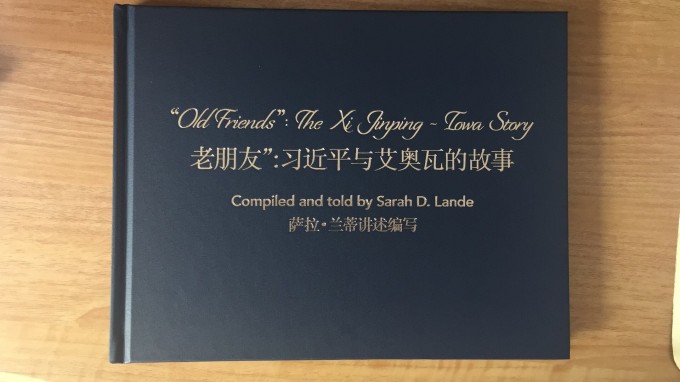 “Old Friends”: The Xi Jinping ~ Iowa Story
老朋友”:习近平与艾奥瓦的故事
Compiled and told by Sarah D. Lande
萨拉·兰蒂讲述编写